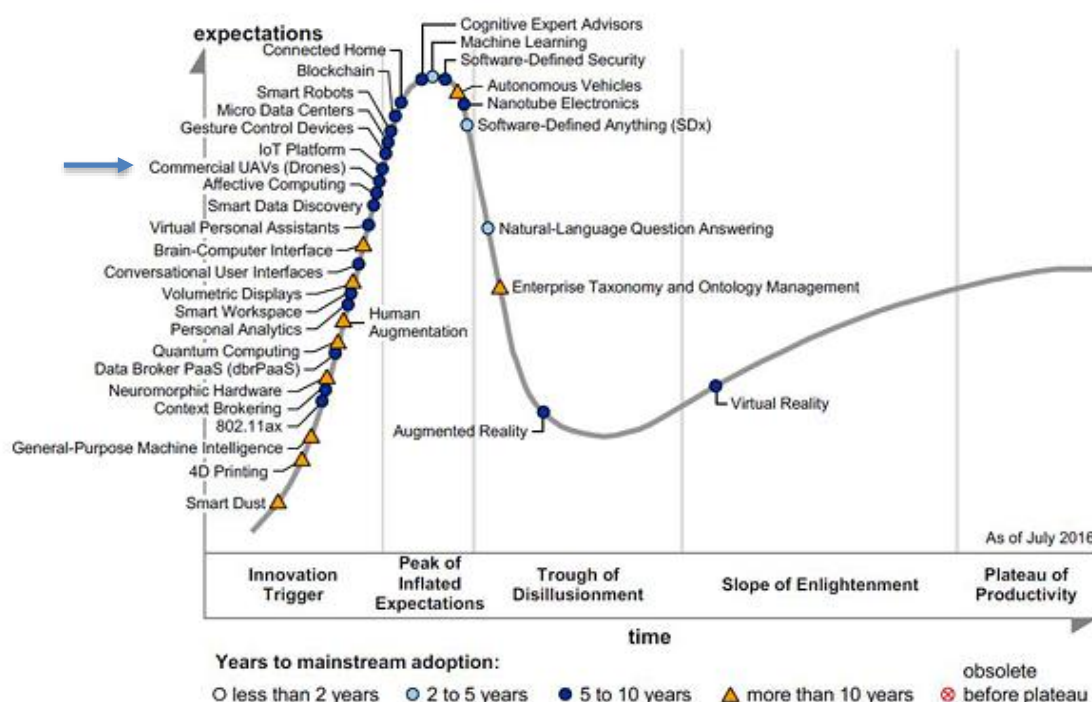 expectations
Cognitive Expert Advisors
Machine Learning
Software-Defined Security
Connected Home
Blockchain
Autonomous Vehicles
Smart Robots
Nanotube Electronics
Micro Data Centers
Gesture Control Devices
Software-Defined Anything (SDx)
IoT Platform
Commercial UAVs (Drones)
Affective Computing
Smart Data Discovery
Virtual Personal Assistants
Natural-Language Question Answering
Brain-Computer Interface
Conversational User Interfaces
Volumetric Displays
Enterprise Taxonomy and Ontology Management
Smart Workspace
Human
Augmentation
Personal Analytics
Quantum Computing
Data Broker PaaS (dbrPaaS)
Neuromorphic Hardware
Context Brokering
802.11ax
Virtual Reality
Augmented Reality
General-Purpose Machine Intelligence
4D Printing
Smart Dust
As of July 2016
Innovation
Trigger
Peak of
Inflated
Expectations
Trough of
Disillusionment
Slope of Enlightenment
Plateau of
Productivity
time
Years to mainstream adoption:
less than 2 years
2 to 5 years
5 to 10 years
more than 10 years
obsolete
before plateau